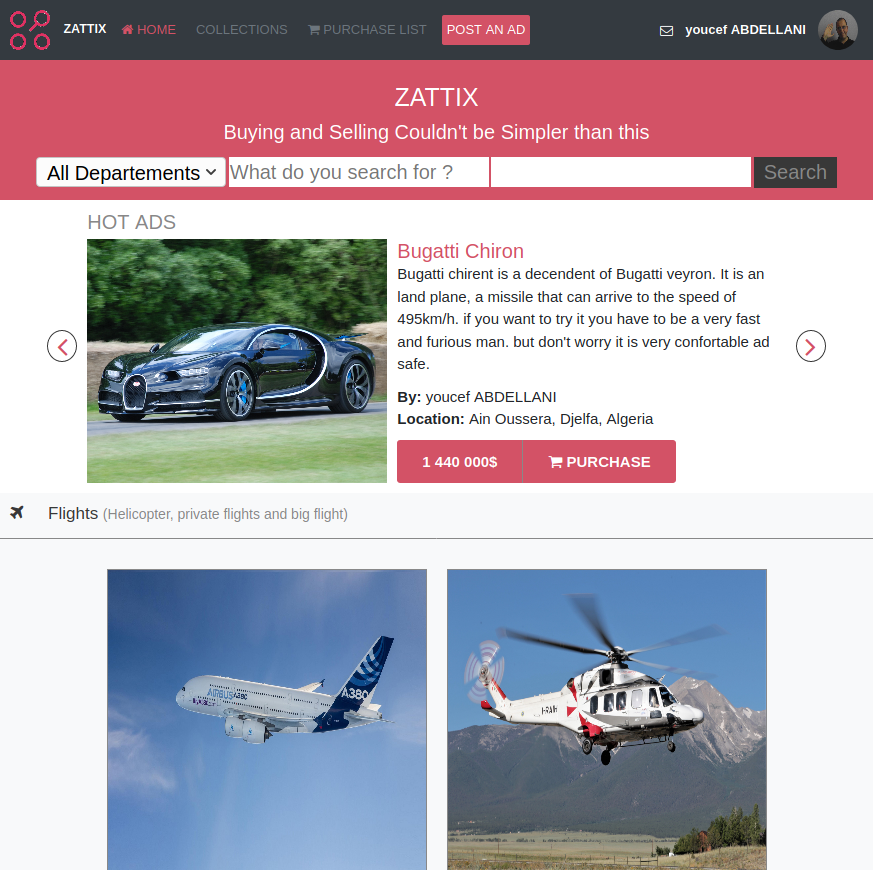 ZATTIX HOME COLLECTIONS PURCHASE LIST POST AN AD youcef ABDELLANI
ZATTIX
Buying and Selling Couldn't be Simpler than this
All Departements What do you search for ? Search
HOT ADS
Bugatti Chiron
Bugatti chirent is a decendent of Bugatti veyron. It is an
land plane, a missile that can arrive to the speed of
495km/h. if you want to try it you have to be a very fast
and furious man. but don't worry it is very confortable ad
safe.
By: youcef ABDELLANI
Location: Ain Oussera, Djelfa, Algeria
1 440 000$ PURCHASE
Flights (Helicopter, private flights and big flight)
AIRBUS A380
A380
I-RAIH